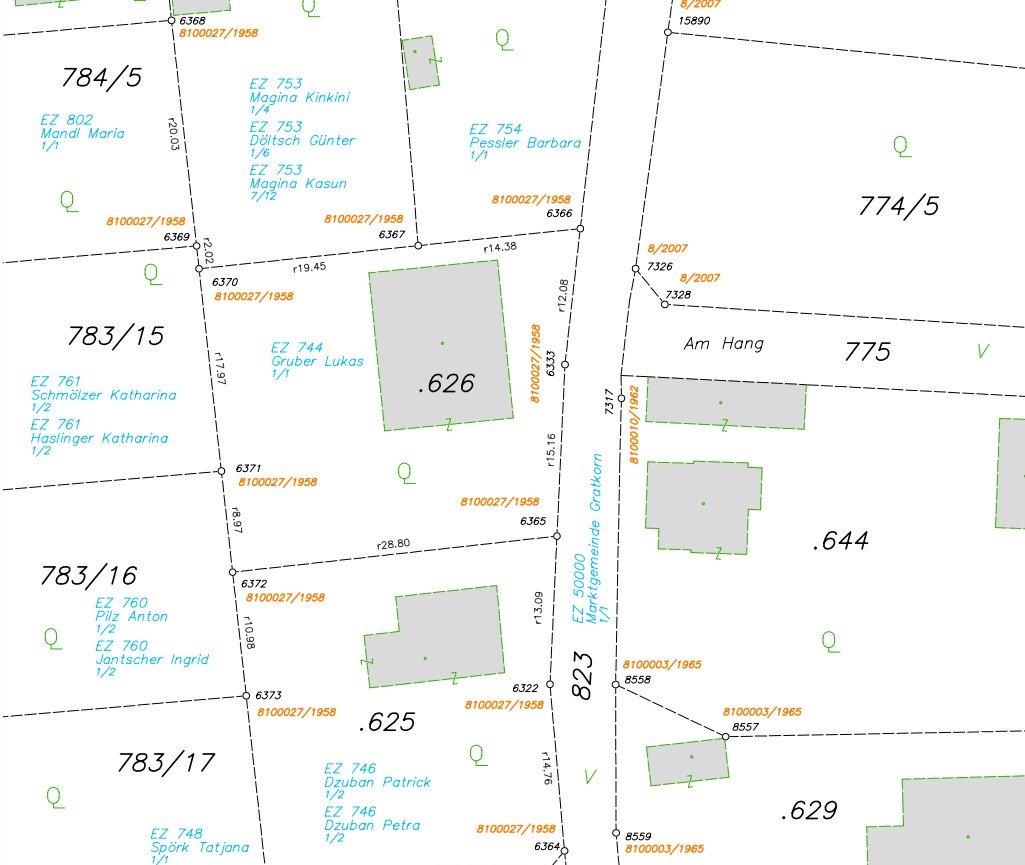 8/2007
15890
6368
8100027/1958
784/5
EZ 753
Magina Kinkini
1/4
EZ 802
Mandl Maria
1/1
r20.03
EZ 753
Döltsch Günter
1/6
EZ 754
Pessler Barbara
1/1
EZ 753
Magina Kasun
7/12
774/5
8100027/1958
6369
8100027/1958
6367
8100027/1958
6366
r2.02
r19.45
r14.38
8/2007
7326
8/2007
7328
6370
8100027/1958
r12.08
783/15
EZ 744
Gruber Lukas
1/1
.626
6333
8100027/1958
Am Hang
775
V
r17.97
EZ 761
Schmölzer Katharina
1/2
EZ 761
Haslinger Katharina
1/2
7317
8100010/1962
r15.16
6371
8100027/1958
r8.97
8100027/1958
6365
r28.80
EZ 50000
Marktgemeinde Gratkorn
1/1
.644
783/16
6372
8100027/1958
EZ 760
Pilz Anton
1/2
EZ 760
Jantscher Ingrid
1/2
r10.98
r13.09
823
8100003/1965
8558
6373
8100027/1958
6322
8100027/1958
8100003/1965
8557
.625
783/17
EZ 746
Dzuban Patrick
1/2
EZ 746
Dzuban Petra
1/2
r14.76
V
.629
EZ 748
Spörk Tatjana
1/1
8100027/1958
6364
8559
8100003/1965